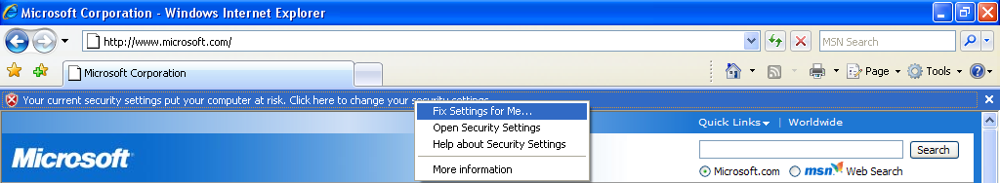 Microsoft Corporation - Windows Internet Explorer
http://www.microsoft.com/
MSN Search
Microsoft Corporation
Page
Tools
Your current security settings put your computer at risk. Click here to change your security settings...
Fix Settings for Me...
Open Security Settings
Help about Security Settings
More information
Quick Links
Worldwide
Microsoft
Search
Microsoft.com
msn Web Search